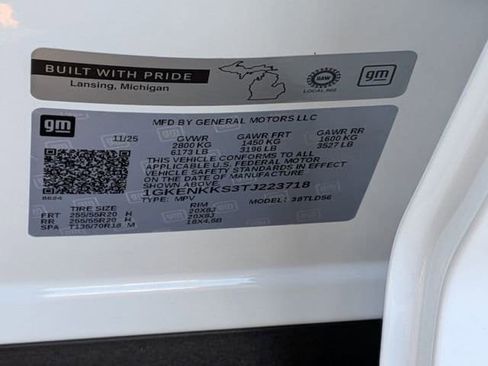 BUILT WITH PRIDE
Lansing, Michigan
UAW
LOCAL 602
gm
gm
MFD BY GENERAL MOTORS LLC
11/25 GVWR GAWR FRT GAWR RR
2800 KG 1450 KG 1600 KG
6173 LB 3196 LB 3527 LB
THIS VEHICLE CONFORMS TO ALL
APPLICABLE U.S. FEDERAL MOTOR
VEHICLE SAFETY STANDARDS IN EFFECT
ON THE DATE OF MANUFACTURE
1GKENKKS3TJ223718
TYPE: MPV MODEL: 38TLD56
TIRE SIZE RIM
FRT 255/55R20 H 20X8J
RR 255/55R20 H 20X8J
SPA T135/70R18 M 18X4.5B